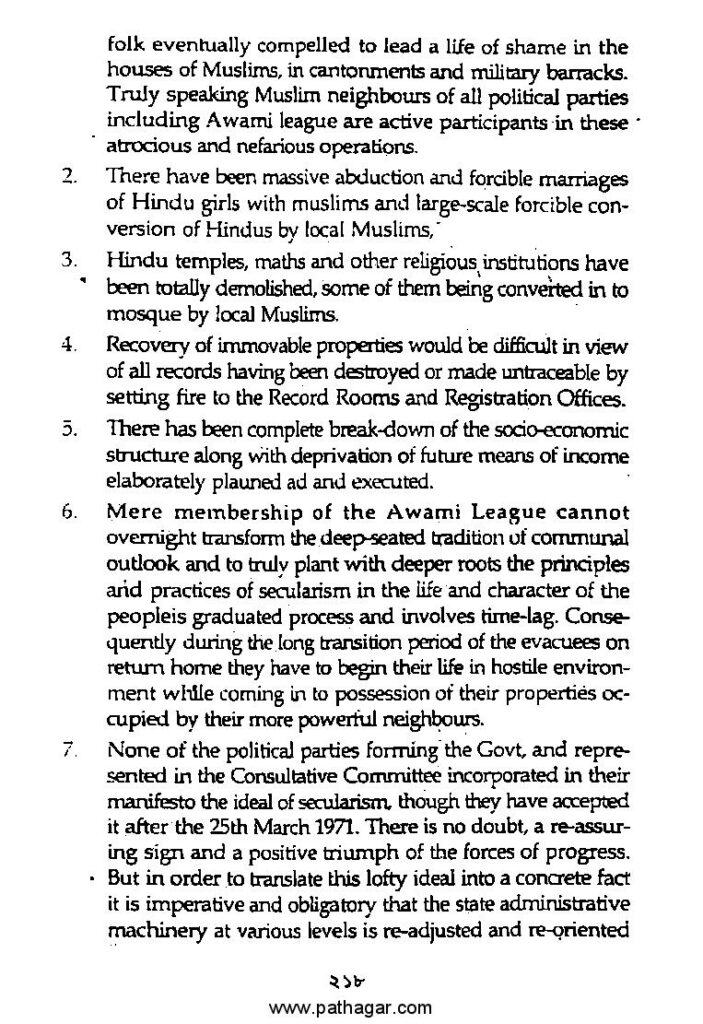 folk eventually compelled to lead a life of shame in the
houses of Muslims, in cantonments and military barracks.
Truly speaking Muslim neighbours of all political parties
including Awami league are active participants in these
atrocious and nefarious operations.
2. There have been massive abduction and forcible marriages
of Hindu girls with muslims and large-scale forcible con-
version of Hindus by local Muslims,
3. Hindu temples, maths and other religious institutions have
been totally demolished, some of them being converted in to
mosque by local Muslims.
4. Recovery of immovable properties would be difficult in view
of all records having been destroyed or made untraceable by
setting fire to the Record Rooms and Registration Offices.
5. There has been complete break-down of the socio-economic
structure along with deprivation of future means of income
elaborately plauned ad and executed.
6. Mere membership of the Awami League cannot
overnight transform the deep-seated tradition of communal
outlook and to truly plant with deeper roots the principles
and practices of secularism in the life and character of the
peopleis graduated process and involves time-lag. Conse-
quently during the long transition period of the evacuees on
return home they have to begin their life in hostile environ-
ment while coming in to possession of their properties oc-
cupied by their more powerful neighbours.
7. None of the political parties forming the Govt, and repre-
sented in the Consultative Committee incorporated in their
manifesto the ideal of secularism, though they have accepted
it after the 25th March 1971. There is no doubt, a re-assur-
ing sign and a positive triumph of the forces of progress.
But in order to translate this lofty ideal into a concrete fact
it is imperative and obligatory that the state administrative
machinery at various levels is re-adjusted and re-oriented
২১৮
www.pathagar.com